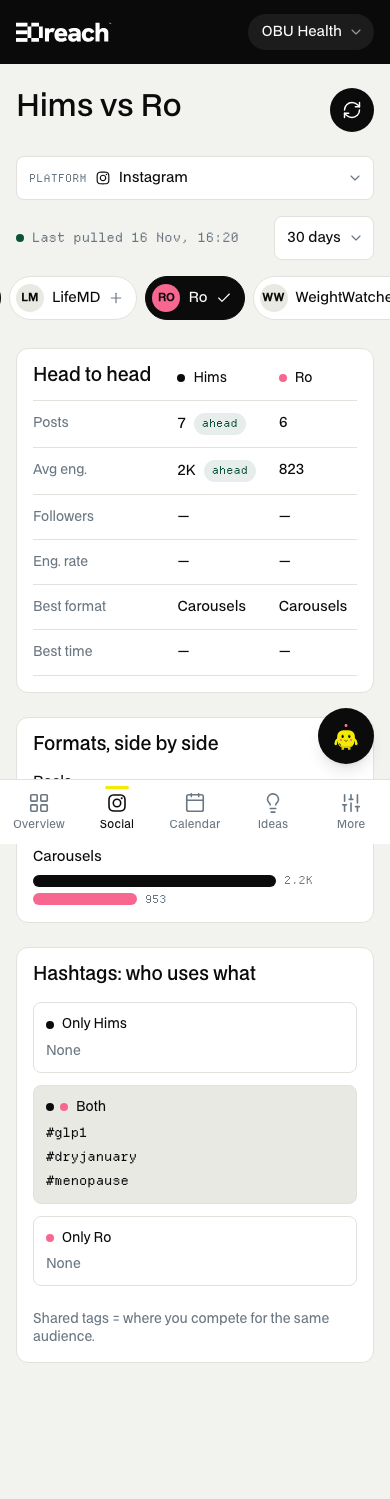 reach
OBU Health
Hims vs Ro
PLATFORM Instagram
Last pulled 16 Nov, 16:20
30 days
LM LifeMD
RO Ro
WW WeightWatche
Head to head Hims Ro
Posts 7 ahead 6
Avg eng. 2K ahead 823
Followers — —
Eng. rate — —
Best format Carousels Carousels
Best time — —
Formats, side by side
Overview Social Calendar Ideas More
Carousels
2.2K
953
Hashtags: who uses what
Only Hims
None
Both
#glp1
#dryjanuary
#menopause
Only Ro
None
Shared tags = where you compete for the same
audience.